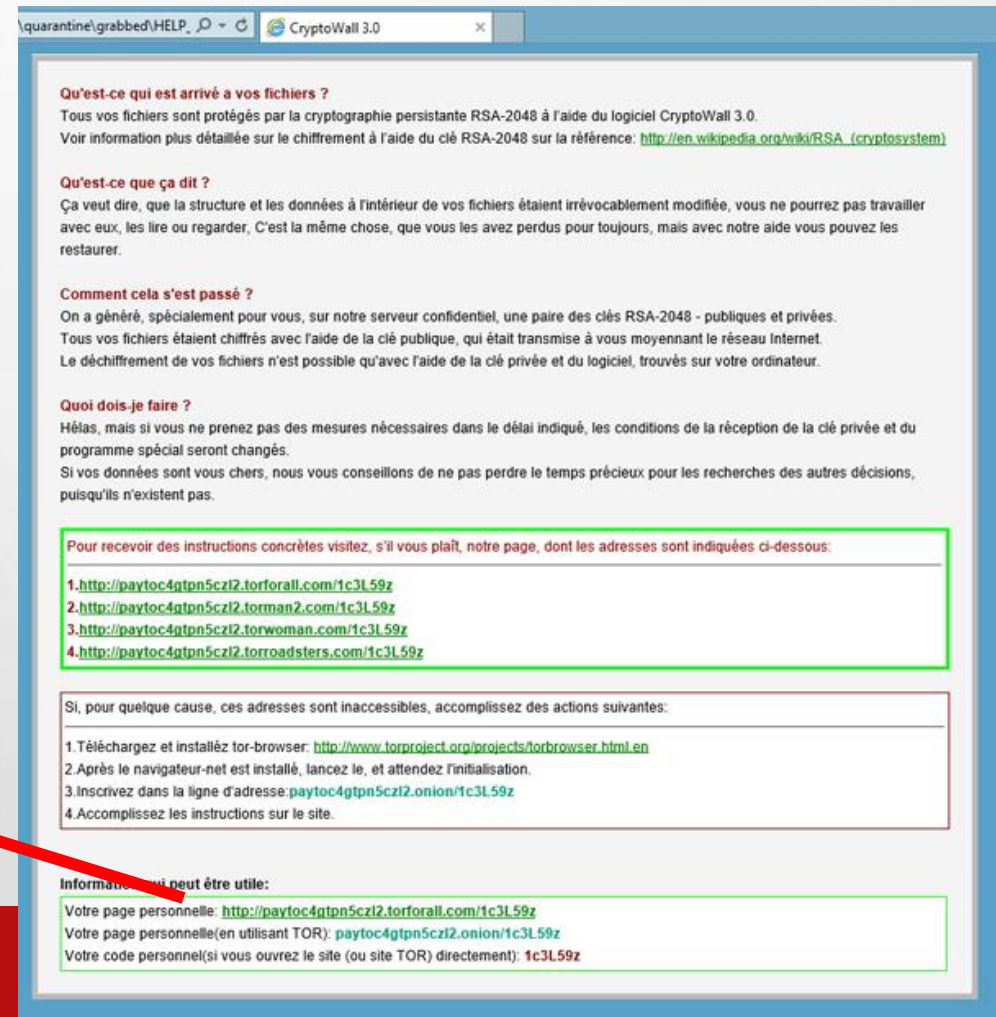 \quarantine\grabbed\HELP_
CryptoWall 3.0
Qu'est-ce qui est arrivé a vos fichiers ?
Tous vos fichiers sont protégés par la cryptographie persistante RSA-2048 á l'aide du logiciel CryptoWall 3.0.
Voir information plus détaillée sur le chiffrement á l'aide du clé RSA-2048 sur la référence: http://en.wikipedia.org/wiki/RSA_(cryptosystem)
Qu'est-ce que ça dit ?
Ça veut dire, que la structure et les données á l'intérieur de vos fichiers étaient irrévocablement modifiée, vous ne pourrez pas travailler
avec eux, les lire ou regarder, C'est la même chose, que vous les avez perdus pour toujours, mais avec notre aide vous pouvez les
restaurer.
Comment cela s'est passé ?
On a généré, spécialement pour vous, sur notre serveur confidentiel, une paire des clés RSA-2048 - publiques et privées.
Tous vos fichiers étaient chiffrés avec l'aide de la clé publique, qui était transmise á vous moyennant le réseau Internet.
Le déchiffrement de vos fichiers n'est possible qu'avec l'aide de la clé privée et du logiciel, trouvés sur votre ordinateur.
Quoi dois-je faire ?
Hélas, mais si vous ne prenez pas des mesures nécessaires dans le délai indiqué, les conditions de la réception de la clé privée et du
programme spécial seront changés.
Si vos données sont vous chers, nous vous conseillons de ne pas perdre le temps précieux pour les recherches des autres décisions,
puisqu'ils n'existent pas.
Pour recevoir des instructions concrètes visitez, s'il vous plaît, notre page, dont les adresses sont indiquées ci-dessous:
1.http://paytoc4gtpn5czl2.torforall.com/1c3L59z
2.http://paytoc4gtpn5czl2.torman2.com/1c3L59z
3.http://paytoc4gtpn5czl2.torwoman.com/1c3L59z
4.http://paytoc4gtpn5czl2.torroadsters.com/1c3L59z
Si, pour quelque cause, ces adresses sont inaccessibles, accomplissez des actions suivantes:
1.Téléchargez et installéz tor-browser: http://www.torproject.org/projects/torbrowser.html.en
2.Après le navigateur-net est installé, lancez le, et attendez l'initialisation.
3.Inscrivez dans la ligne d'adresse:paytoc4gtpn5czl2.onion/1c3L59z
4.Accomplissez les instructions sur le site.
Information qui peut être utile:
Votre page personnelle: http://paytoc4gtpn5czl2.torforall.com/1c3L59z
Votre page personnelle(en utilisant TOR): paytoc4gtpn5czl2.onion/1c3L59z
Votre code personnel(si vous ouvrez le site (ou site TOR) directement): 1c3L59z